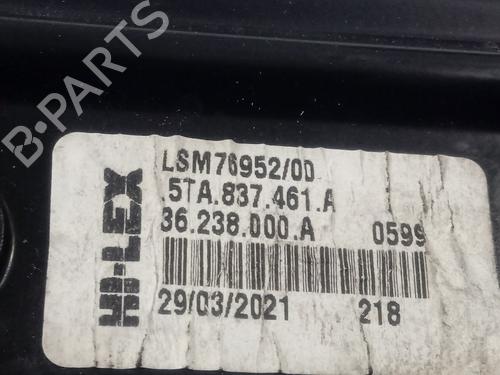 B-PARTS
LSM76952/0D
.5TA.837.461.A
36.238.000.A 0599
HI-LEX
29/03/2021 218